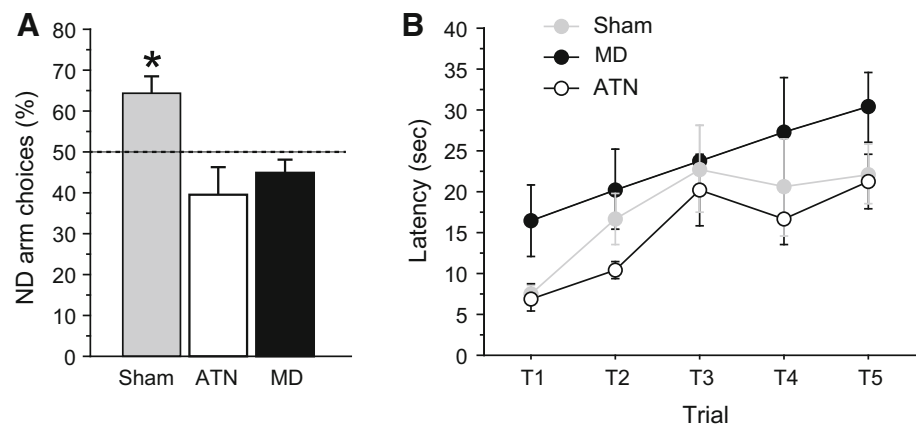 A
ND arm choices (%)
80
70
60
50
40
30
20
10
0
*
Sham ATN MD
B
Latency (sec)
40
35
30
25
20
15
10
5
0
Sham
MD
ATN
T1 T2 T3 T4 T5
Trial